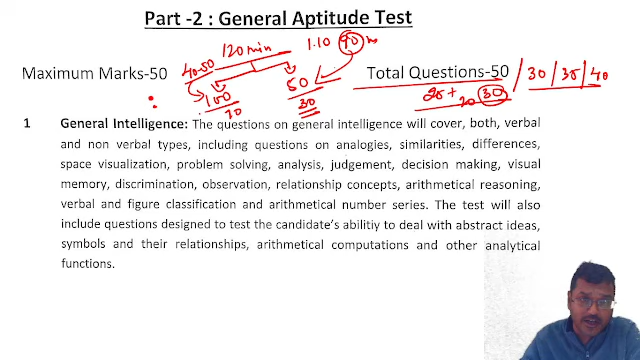 Part -2 : General Aptitude Test
120 min
1.10
90
40-50
Maximum Marks-50
100
50
Total Questions-50 / 30 / 35 / 40
30
25 + 20
30
1 General Intelligence: The questions on general intelligence will cover, both, verbal
and non verbal types, including questions on analogies, similarities, differences,
space visualization, problem solving, analysis, judgement, decision making, visual
memory, discrimination, observation, relationship concepts, arithmetical reasoning,
verbal and figure classification and arithmetical number series. The test will also
include questions designed to test the candidate's abilitiy to deal with abstract ideas,
symbols and their relationships, arithmetical computations and other analytical
functions.